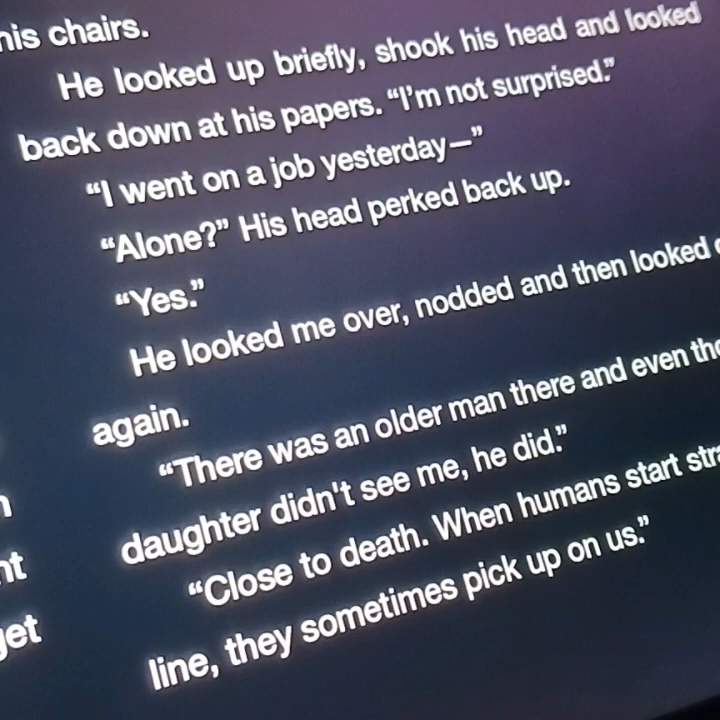 his chairs.
He looked up briefly, shook his head and looked
back down at his papers. “I’m not surprised.”
“I went on a job yesterday—”
“Alone?” His head perked back up.
“Yes.”
He looked me over, nodded and then looked
again.
“There was an older man there and even
daughter didn't see me, he did.”
“Close to death. When humans start
line, they sometimes pick up on us.”